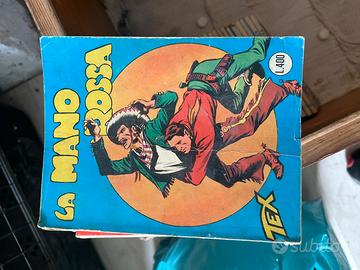 LA MANO
ROSSA
L.400
TEX
subito